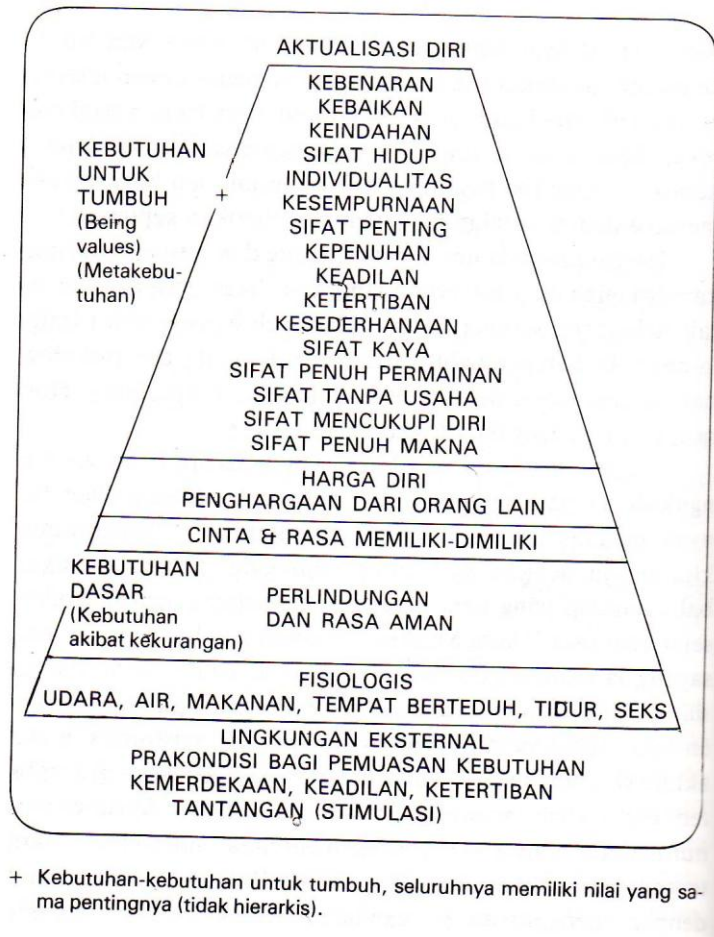 AKTUALISASI DIRI
KEBENARAN
KEBAIKAN
KEINDAHAN
SIFAT HIDUP
INDIVIDUALITAS
KESEMPURNAAN
SIFAT PENTING
KEPENUHAN
KEADILAN
KETERTIBAN
KESEDERHANAAN
SIFAT KAYA
SIFAT PENUH PERMAINAN
SIFAT TANPA USAHA
SIFAT MENCUKUPI DIRI
SIFAT PENUH MAKNA
KEBUTUHAN
UNTUK
TUMBUH +
(Being
values)
(Metakebu-
tuhan)
HARGA DIRI
PENGHARGAAN DARI ORANG LAIN
CINTA & RASA MEMILIKI-DIMILIKI
KEBUTUHAN
DASAR
(Kebutuhan
akibat kekurangan)
PERLINDUNGAN
DAN RASA AMAN
FISIOLOGIS
UDARA, AIR, MAKANAN, TEMPAT BERTEDUH, TIDUR, SEKS
LINGKUNGAN EKSTERNAL
PRAKONDISI BAGI PEMUASAN KEBUTUHAN
KEMERDEKAAN, KEADILAN, KETERTIBAN
TANTANGAN (STIMULASI)
+ Kebutuhan-kebutuhan untuk tumbuh, seluruhnya memiliki nilai yang sa-
ma pentingnya (tidak hierarkis).